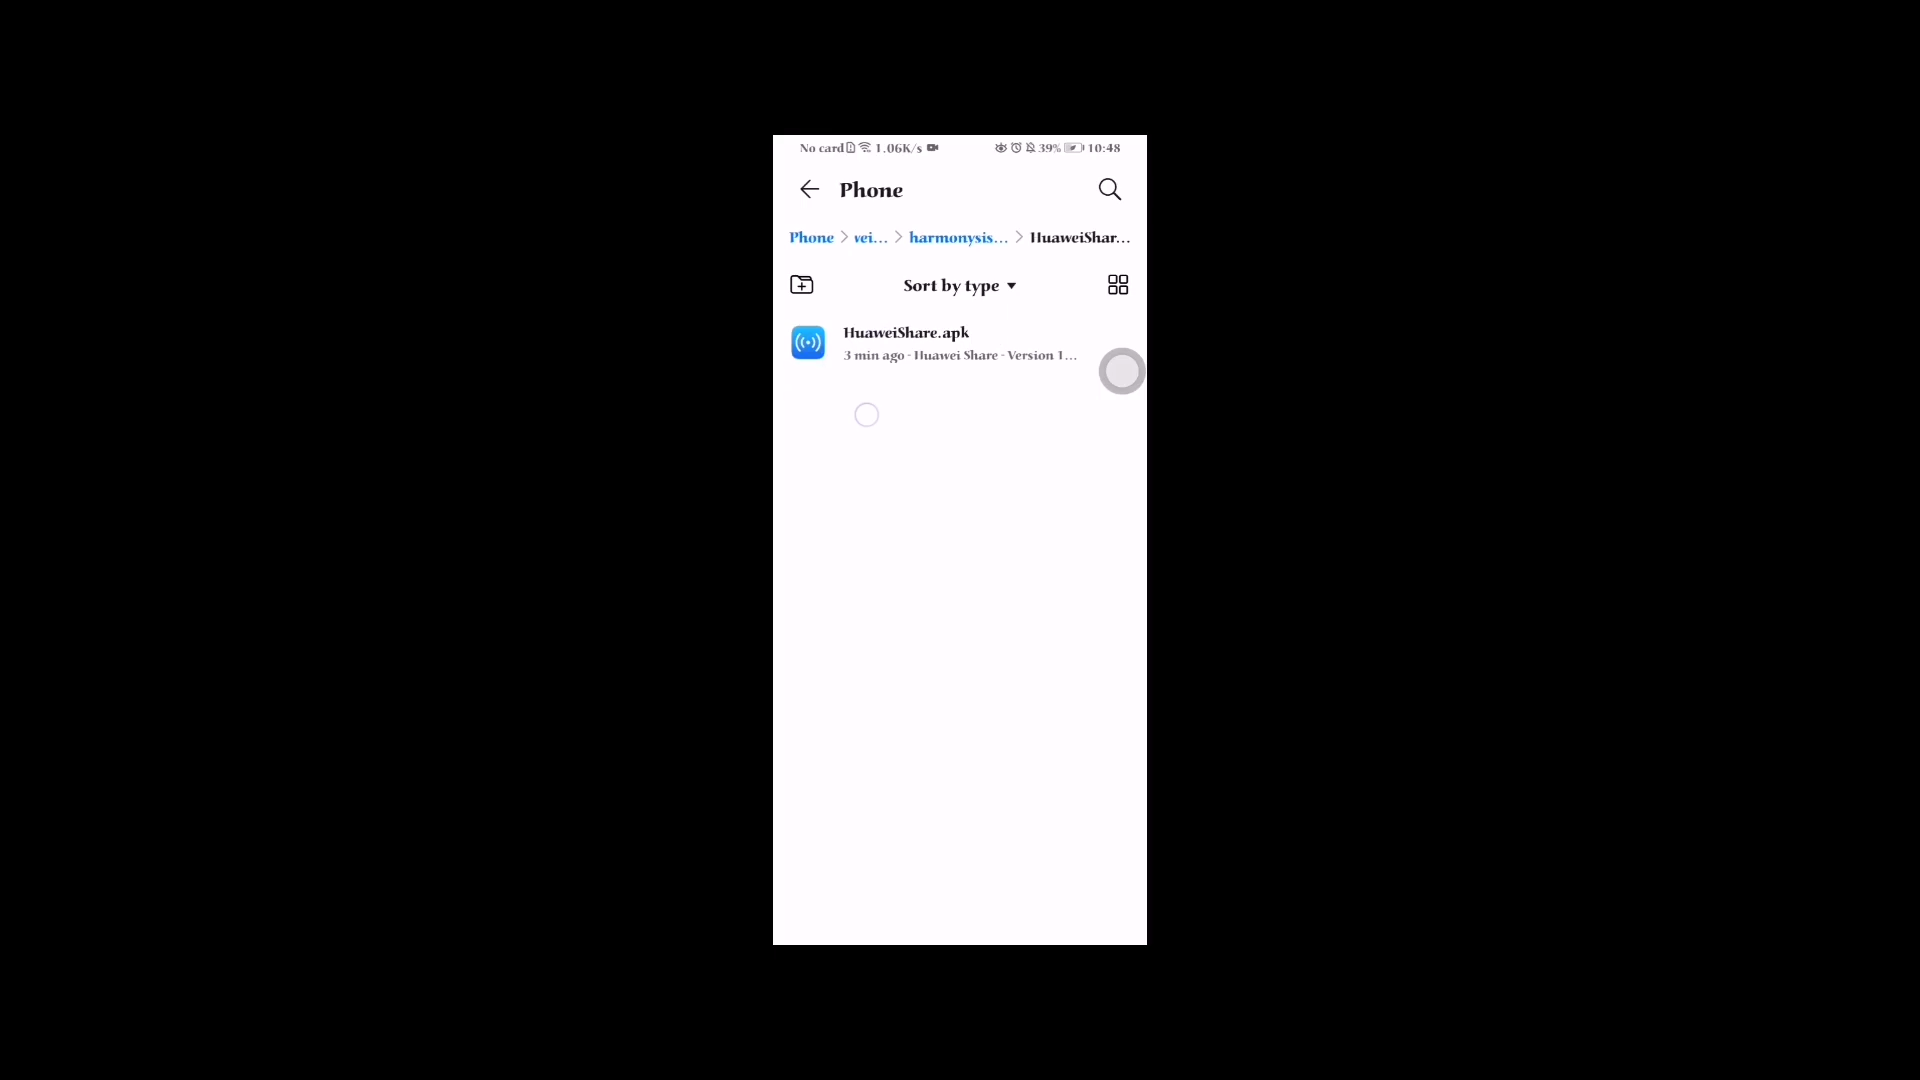 No card 1.06K/s 39% 10:48
Phone
Phone > vei... > harmonysis... > HuaweiShar...
Sort by type
HuaweiShare.apk
3 min ago - Huawei Share - Version 1...